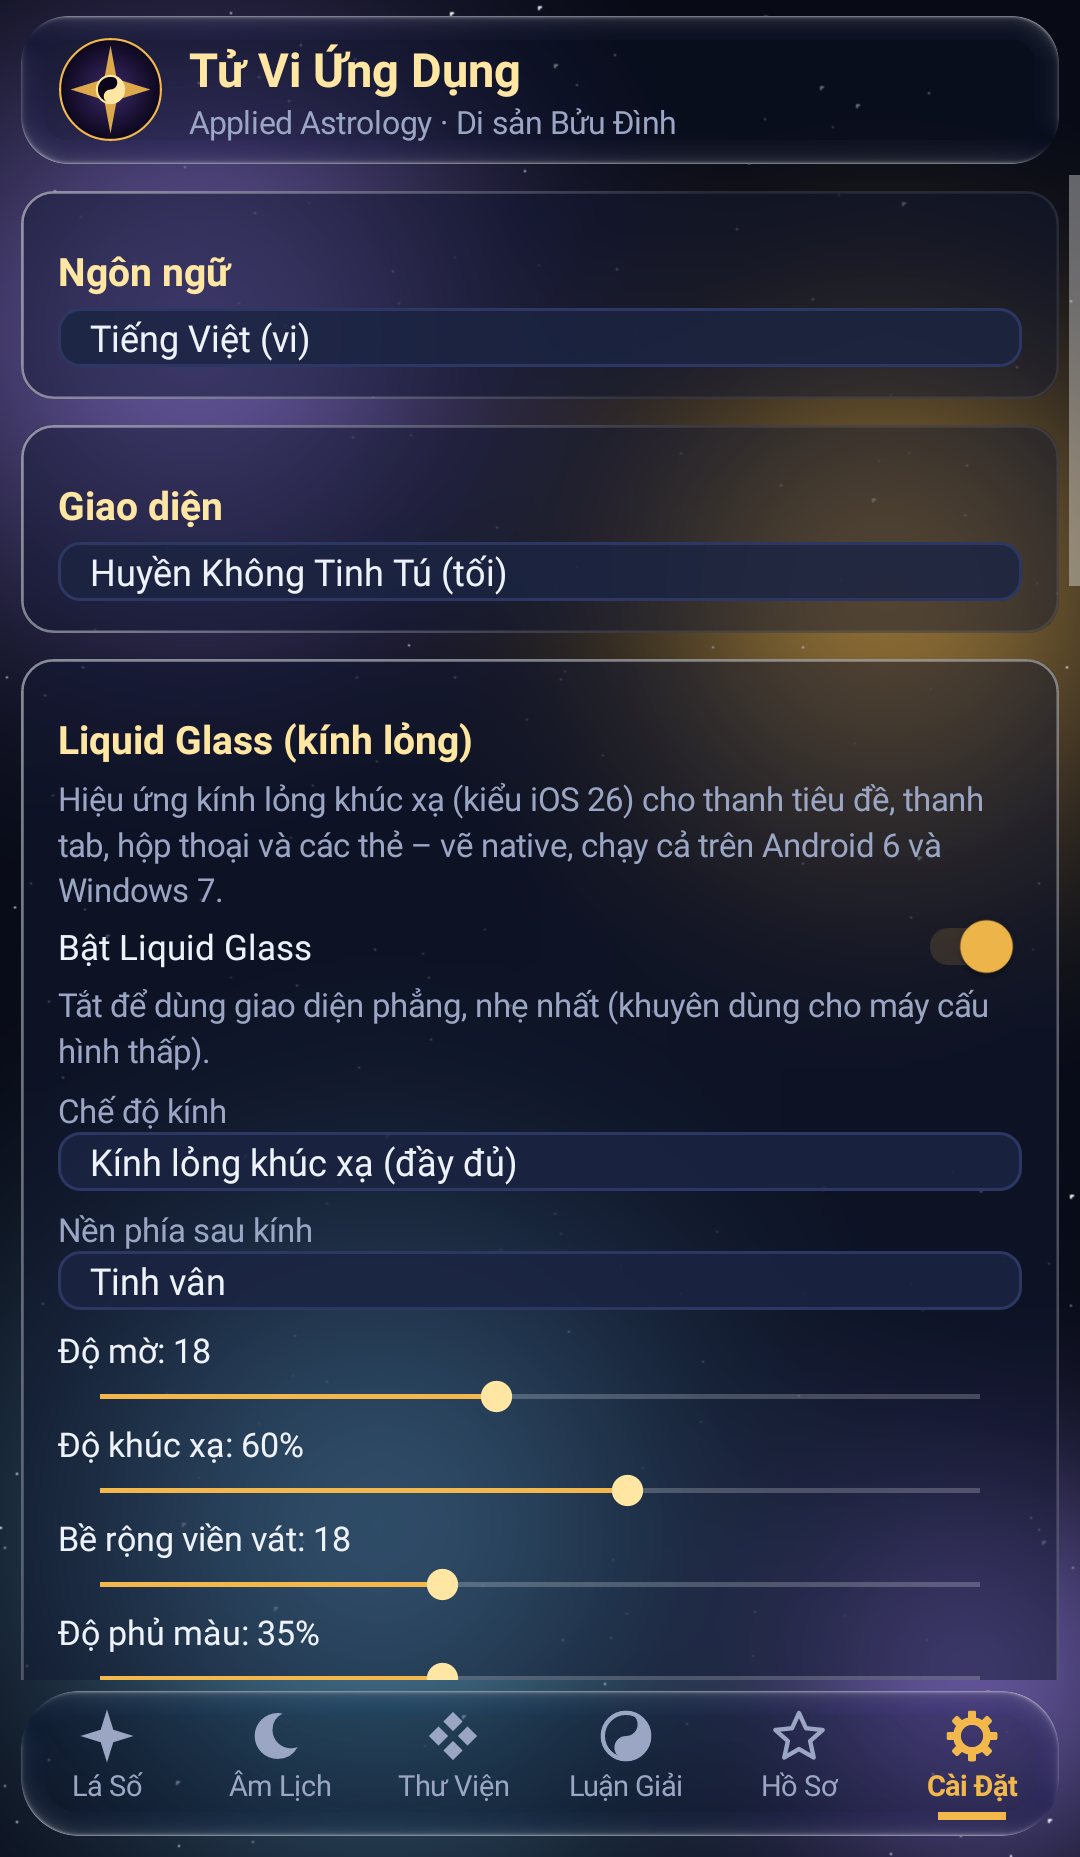 Tử Vi Ứng Dụng
Applied Astrology · Di sản Bửu Đình
Ngôn ngữ
Tiếng Việt (vi)
Giao diện
Huyền Không Tinh Tú (tối)
Liquid Glass (kính lỏng)
Hiệu ứng kính lỏng khúc xạ (kiểu iOS 26) cho thanh tiêu đề, thanh
tab, hộp thoại và các thẻ – vẽ native, chạy cả trên Android 6 và
Windows 7.
Bật Liquid Glass
Tắt để dùng giao diện phẳng, nhẹ nhất (khuyên dùng cho máy cấu
hình thấp).
Chế độ kính
Kính lỏng khúc xạ (đầy đủ)
Nền phía sau kính
Tinh vân
Độ mờ: 18
Độ khúc xạ: 60%
Bề rộng viền vát: 18
Độ phủ màu: 35%
Lá Số
Âm Lịch
Thư Viện
Luận Giải
Hồ Sơ
Cài Đặt